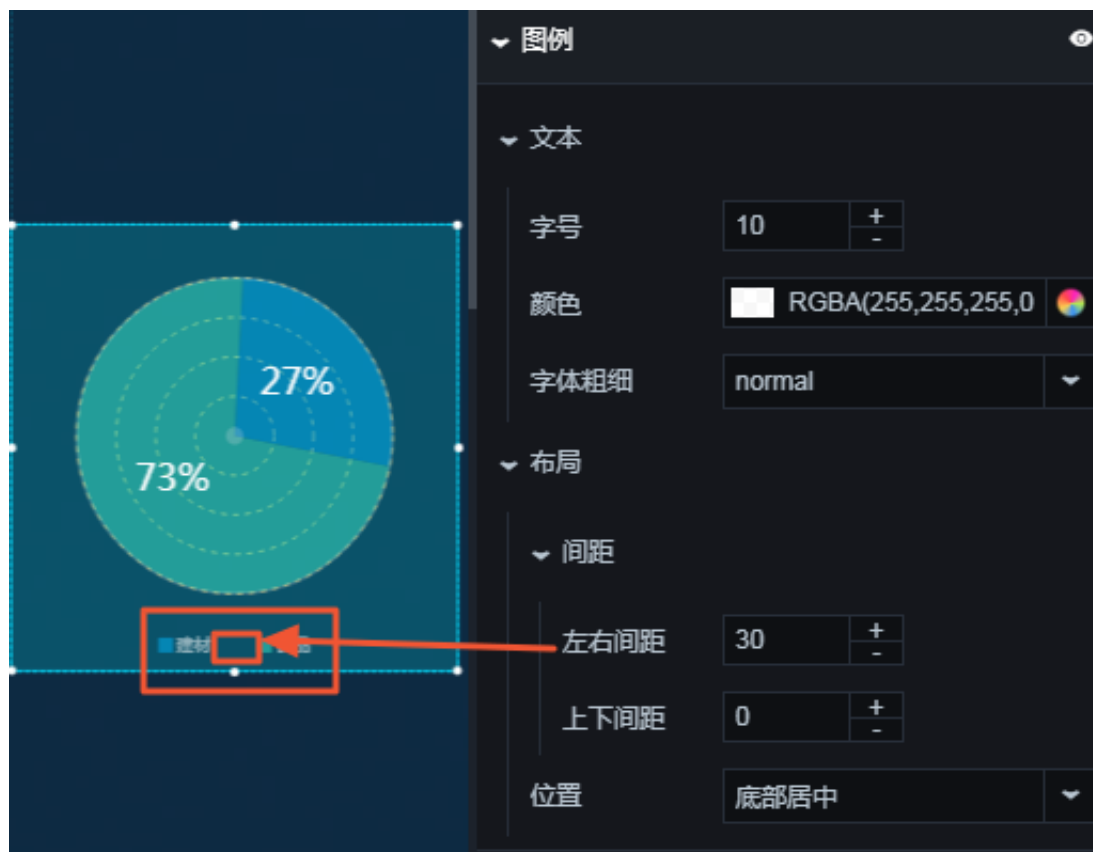 图例
文本
字号 10 + -
颜色 RGBA(255,255,255,0
字体粗细 normal
布局
间距
左右间距 30 + -
上下间距 0 + -
位置 底部居中
27%
73%
建材